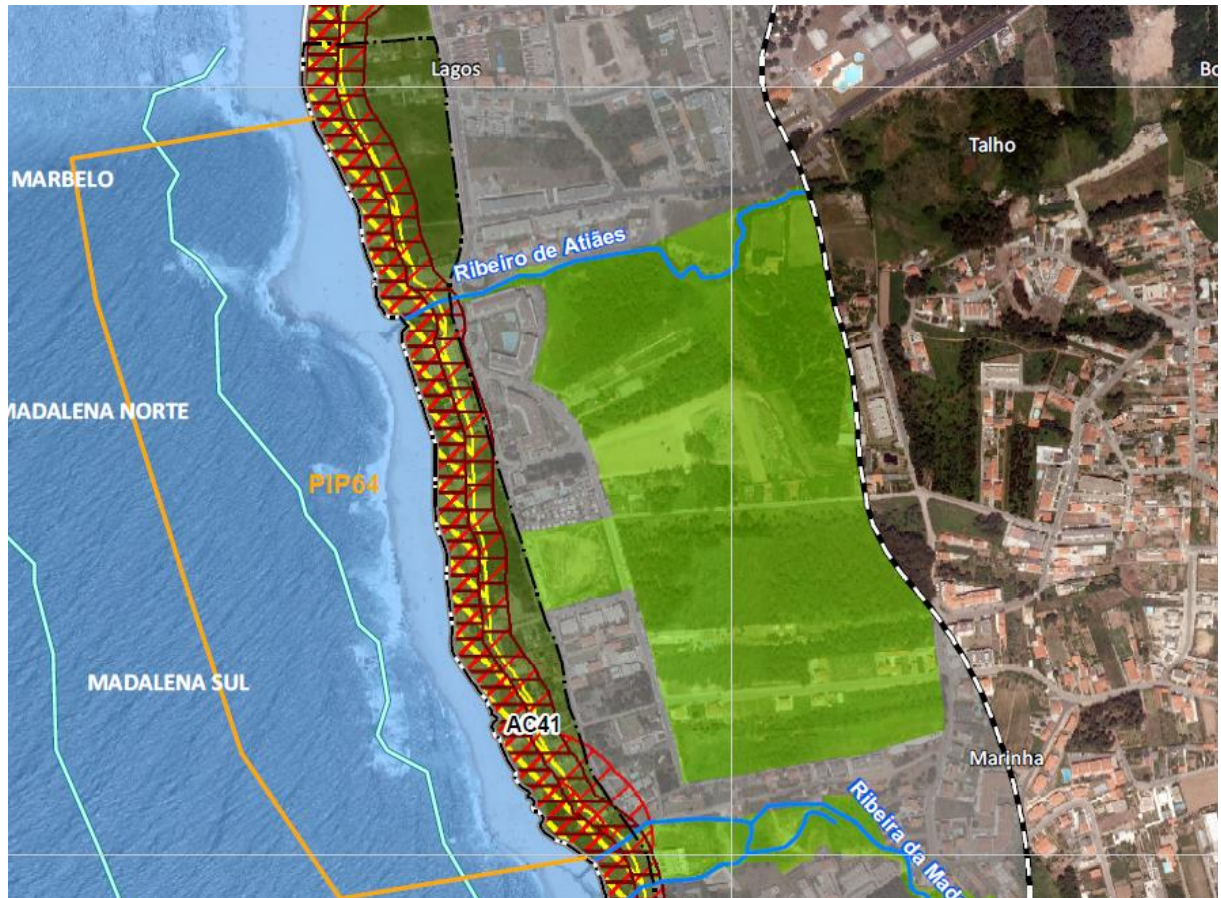 Lagos
Bo
Talho
MARBELO
Ribeiro de Atiães
MADALENA NORTE
PIP64
MADALENA SUL
AC41
Marinha
Ribeira da Mad